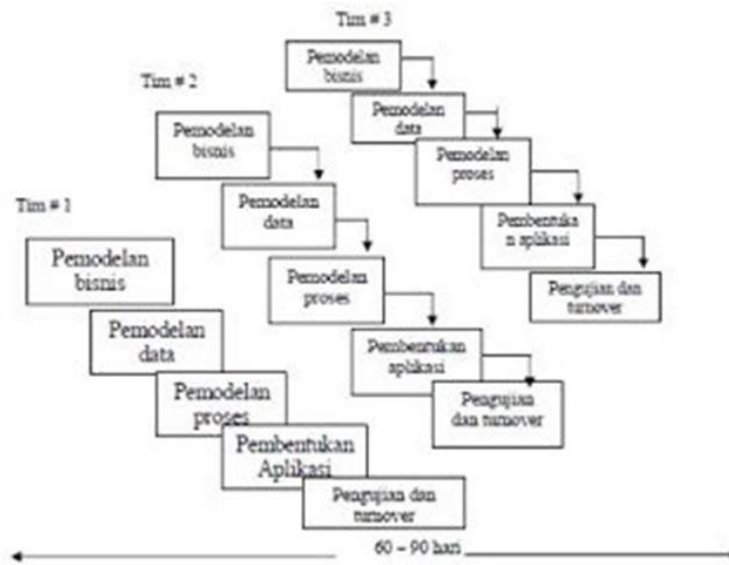 Tim # 3
Pemodelan
bisnis
Pemodelan
data
Pemodelan
proses
Pembentuka
n aplikasi
Pengujian dan
turnover
Tim # 2
Pemodelan
bisnis
Pemodelan
data
Pemodelan
proses
Pembentukan
aplikasi
Pengujian
dan turnover
Tim # 1
Pemodelan
bisnis
Pemodelan
data
Pemodelan
proses
Pembentukan
Aplikasi
Pengujian dan
turnover
60 – 90 hari